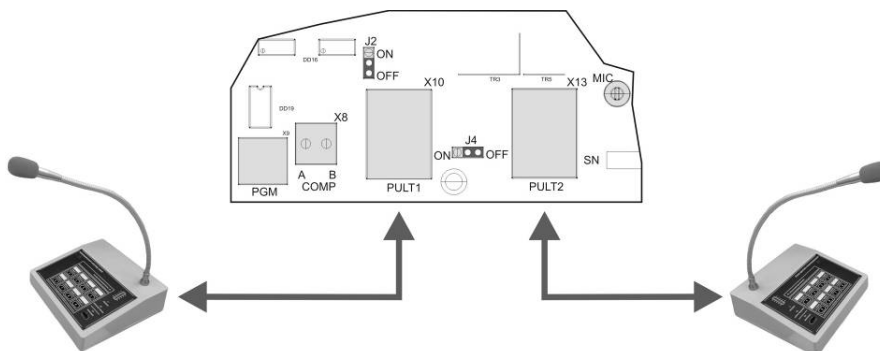 J2
ON
OFF
DD16
TR3
TR5
MIC
X10
X13
DD19
X8
X9
J4
ON
OFF
SN
A B
PGM
COMP
PULT1
PULT2